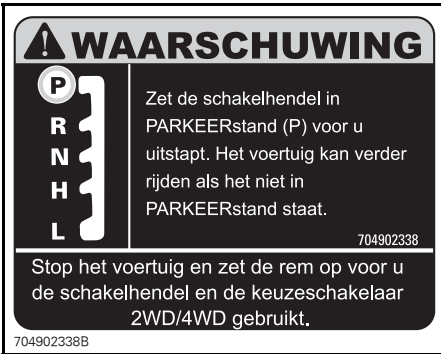 WAARSCHUWING
P
R
N
H
L
Zet de schakelhendel in
PARKEERstand (P) voor u
uitstapt. Het voertuig kan verder
rijden als het niet in
PARKEERstand staat.
704902338
Stop het voertuig en zet de rem op voor u
de schakelhendel en de keuzeschakelaar
2WD/4WD gebruikt.
704902338B